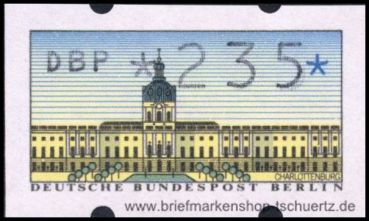 DBP *235*
CHARLOTTENBURG
DEUTSCHE BUNDESPOST BERLIN
www.briefmarkenshop-tschuertz.de